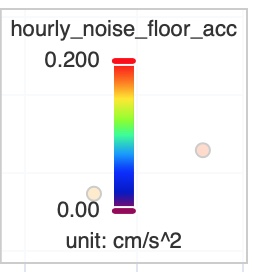 hourly_noise_floor_acc
0.200
0.00
unit: cm/s^2